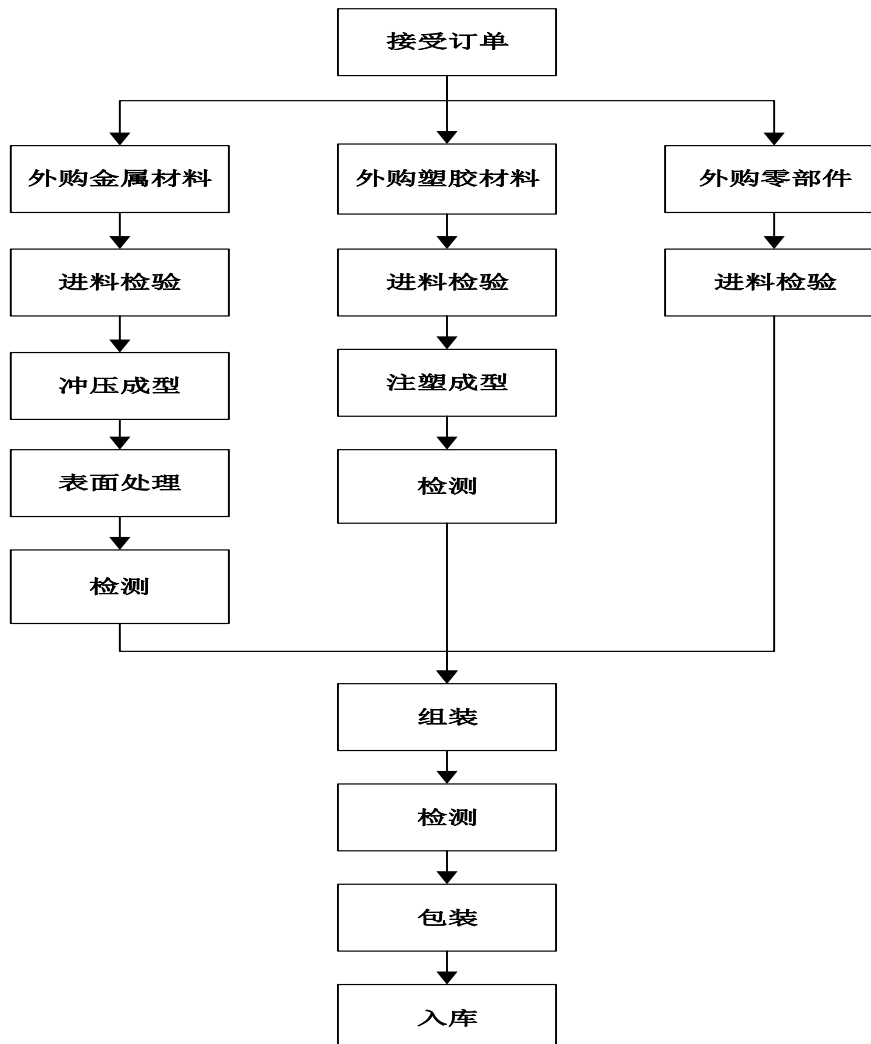 接受订单
外购金属材料
外购塑胶材料
外购零部件
进料检验
进料检验
进料检验
冲压成型
注塑成型
表面处理
检测
检测
组装
检测
包装
入库